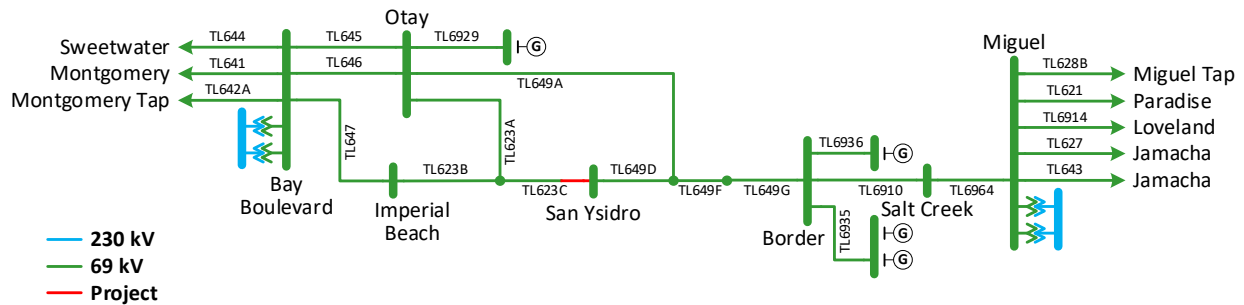 Otay
Miguel
Sweetwater
TL644
TL645
TL6929
G
Montgomery
TL641
TL646
TL649A
TL628B
Miguel Tap
Montgomery Tap
TL642A
TL621
Paradise
TL6914
Loveland
TL647
TL623A
TL6936
G
TL627
Jamacha
TL623B
TL649D
TL643
Jamacha
TL623C
TL649F
TL649G
TL6910
TL6964
Bay
Boulevard
Imperial
Beach
San Ysidro
Salt Creek
Border
TL6935
G
G
230 kV
69 kV
Project